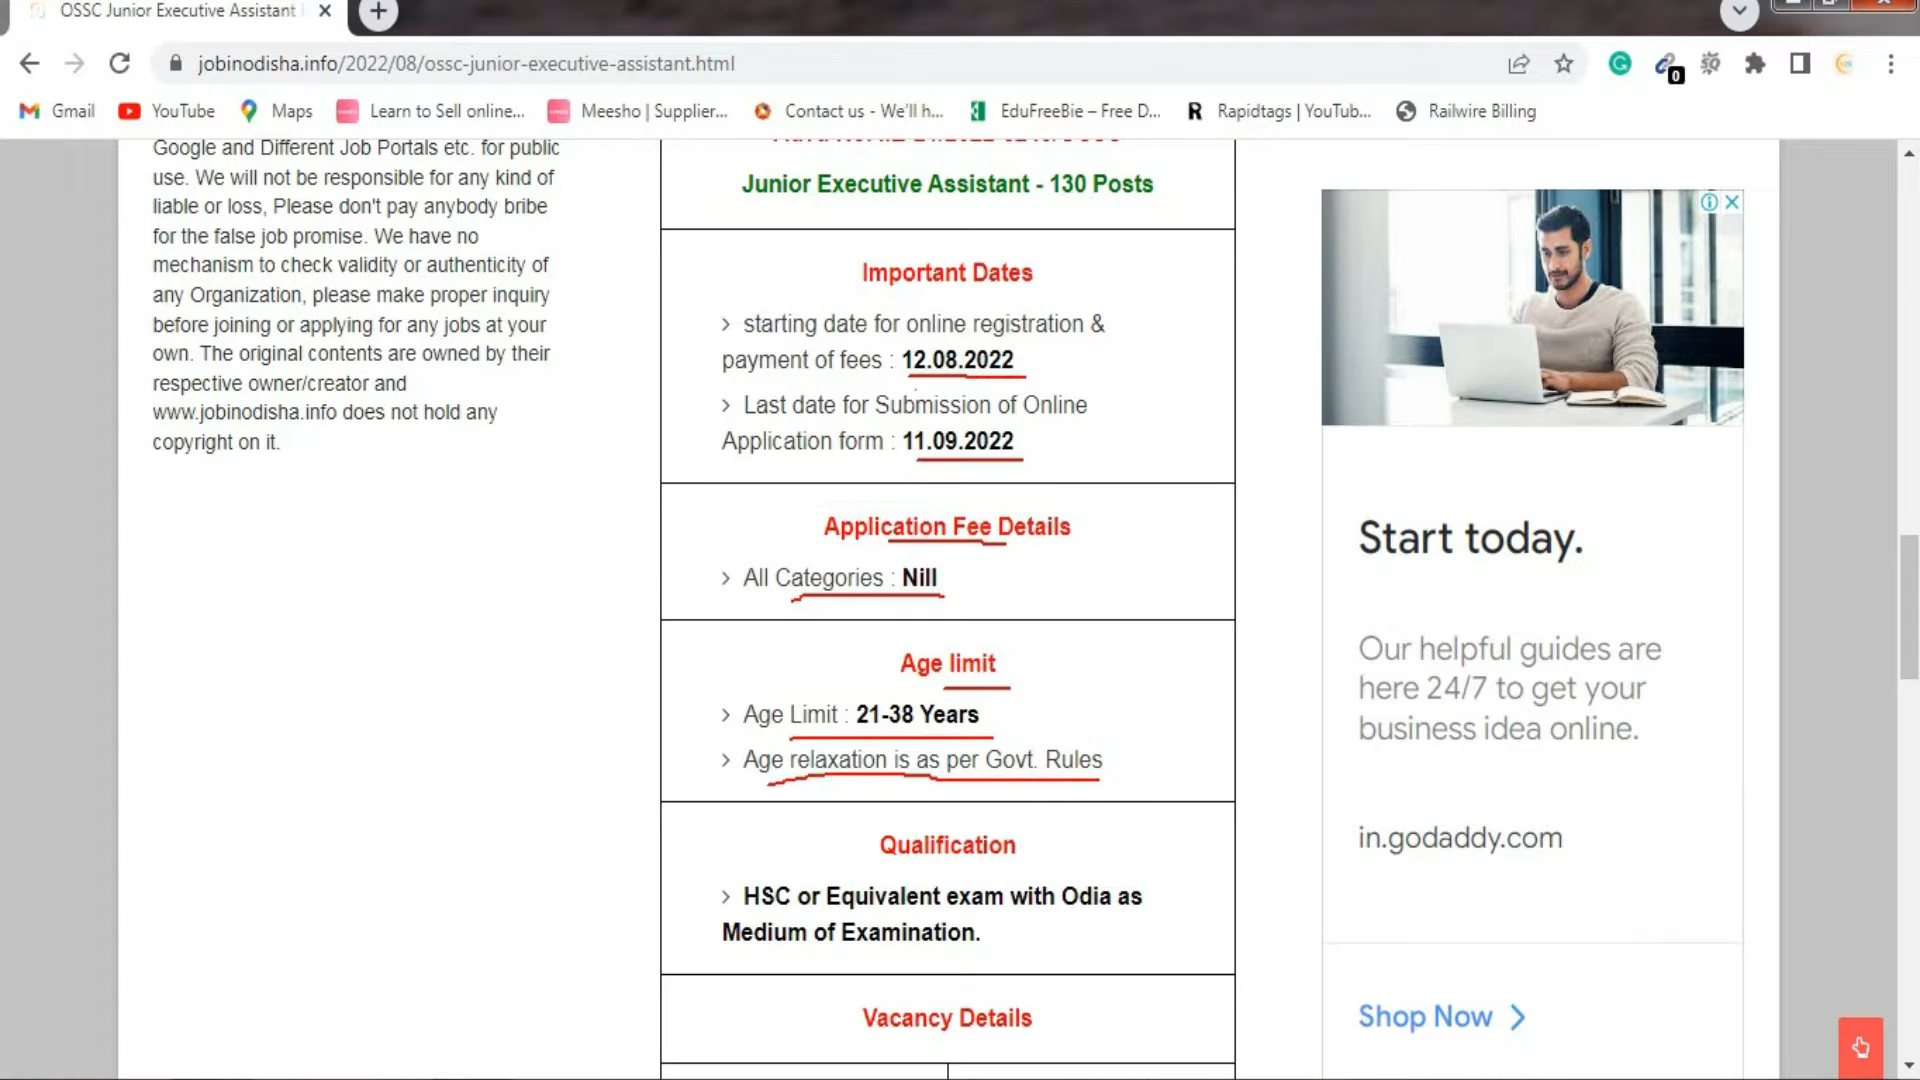 OSSC Junior Executive Assistant
jobinodisha.info/2022/08/ossc-junior-executive-assistant.html
0
Gmail
YouTube
Maps
Learn to Sell online...
Meesho | Supplier...
Contact us - We'll h...
EduFreeBie – Free D...
R
Rapidtags | YouTub...
Railwire Billing
Google and Different Job Portals etc. for public
use. We will not be responsible for any kind of
liable or loss, Please don't pay anybody bribe
for the false job promise. We have no
mechanism to check validity or authenticity of
any Organization, please make proper inquiry
before joining or applying for any jobs at your
own. The original contents are owned by their
respective owner/creator and
www.jobinodisha.info does not hold any
copyright on it.
Junior Executive Assistant - 130 Posts
Important Dates
> starting date for online registration &
payment of fees : 12.08.2022
> Last date for Submission of Online
Application form : 11.09.2022
Application Fee Details
> All Categories : Nill
Age limit
> Age Limit : 21-38 Years
> Age relaxation is as per Govt. Rules
Qualification
> HSC or Equivalent exam with Odia as
Medium of Examination.
Vacancy Details
Start today.
Our helpful guides are
here 24/7 to get your
business idea online.
in.godaddy.com
Shop Now >